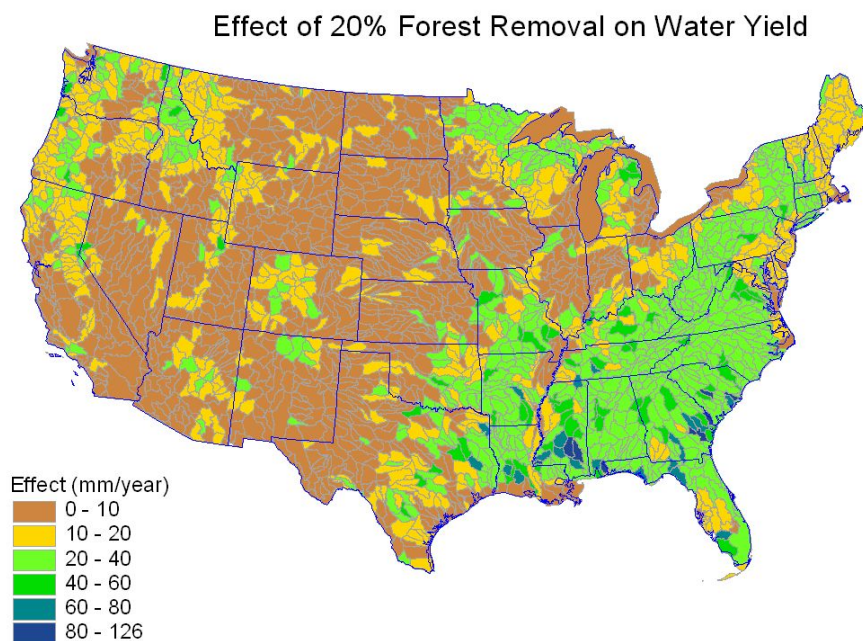 Effect of 20% Forest Removal on Water Yield
Effect (mm/year)
0 - 10
10 - 20
20 - 40
40 - 60
60 - 80
80 - 126